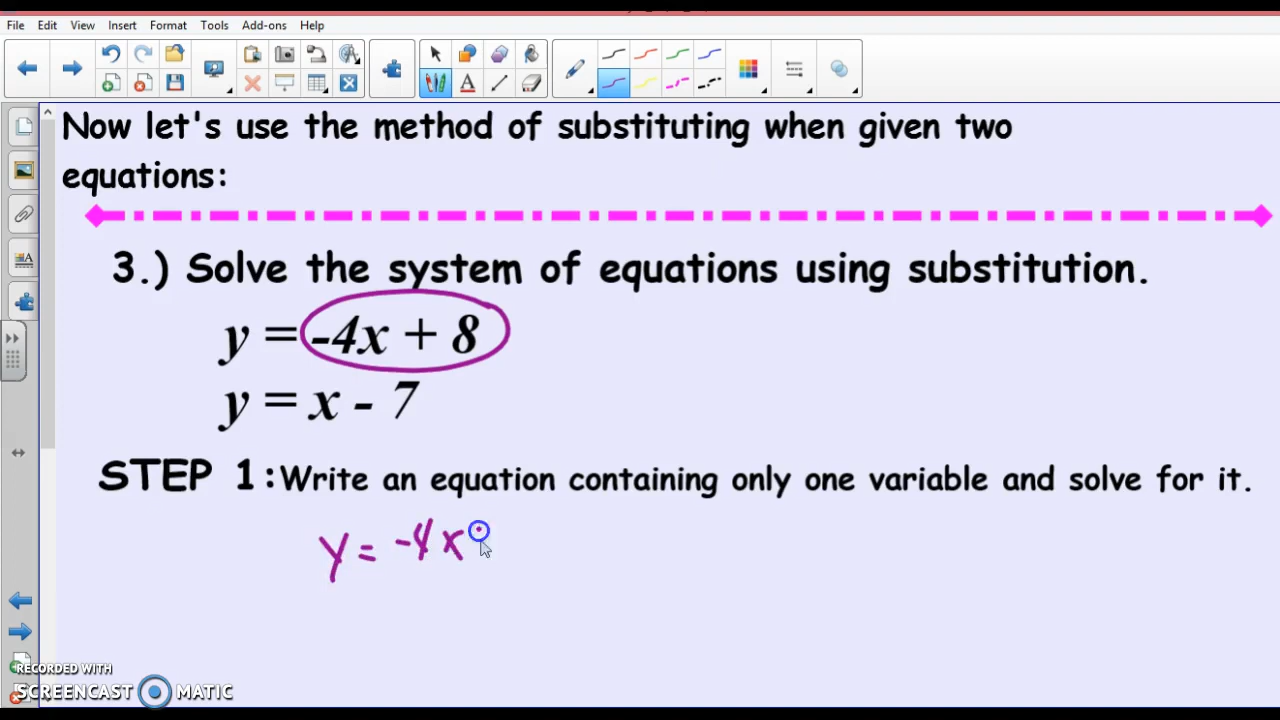 File Edit View Insert Format Tools Add-ons Help
Now let's use the method of substituting when given two
equations:
3.) Solve the system of equations using substitution.
y = -4x + 8
y = x - 7
STEP 1: Write an equation containing only one variable and solve for it.
y = -4x
RECORDED WITH
SCREENCAST MATIC